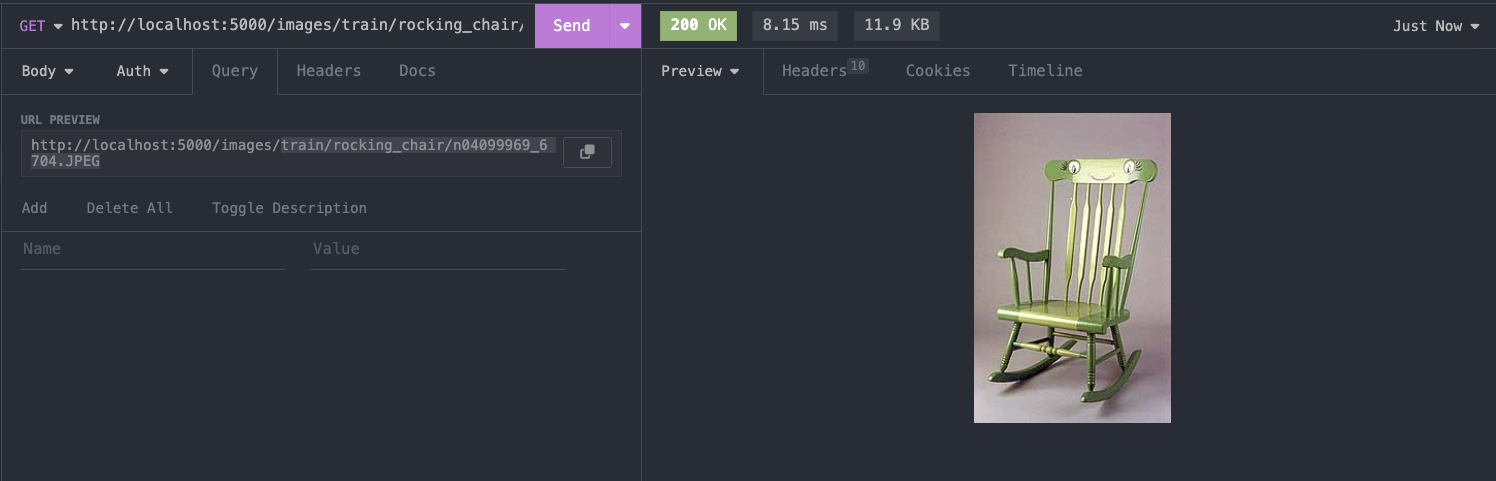 GET http://localhost:5000/images/train/rocking_chair/ Send 200 OK 8.15 ms 11.9 KB Just Now
Body Auth Query Headers Docs Preview Headers 10 Cookies Timeline
URL PREVIEW
http://localhost:5000/images/train/rocking_chair/n04099969_6
704.JPEG
Add Delete All Toggle Description
Name Value